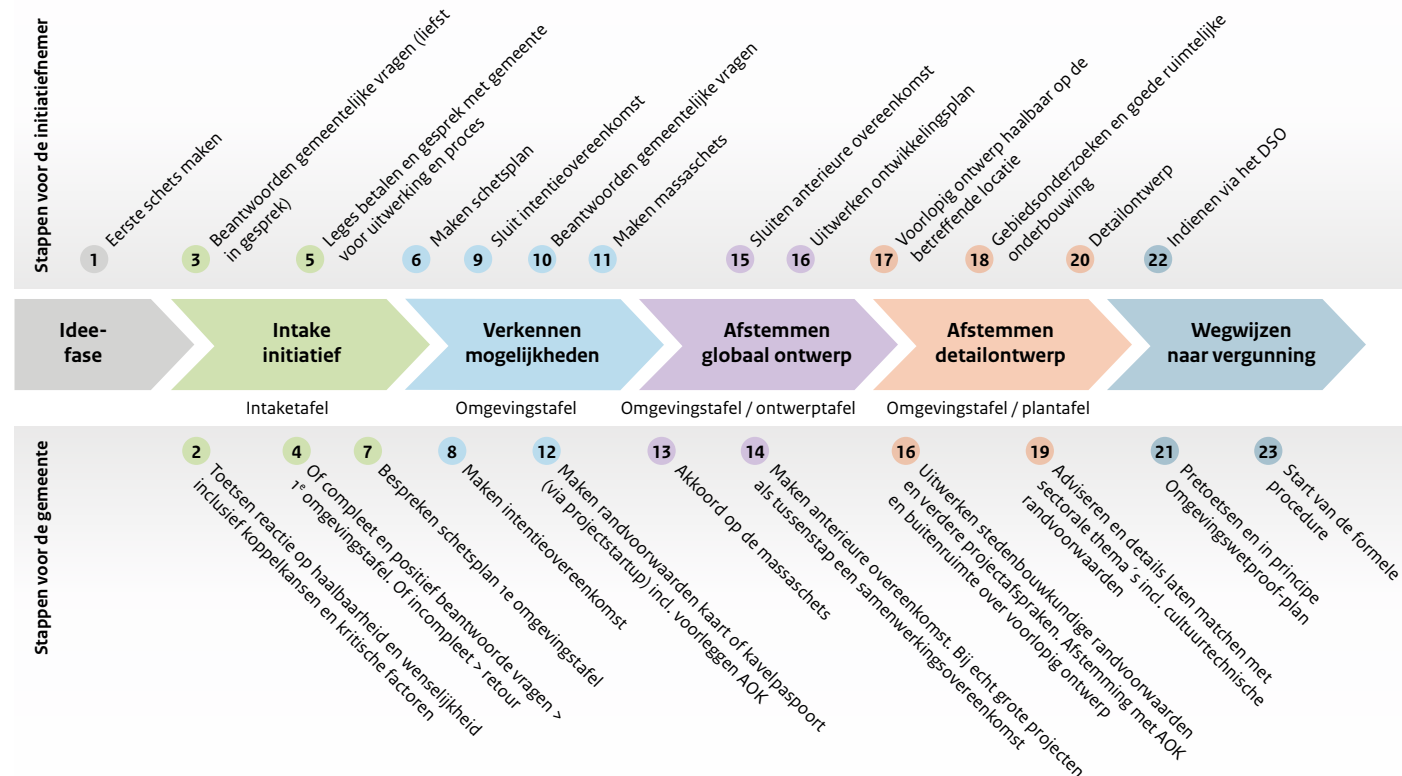 Stappen voor de initiatiefnemer
1
Eerste schets maken
3
Beantwoorden gemeentelijke vragen (liefst
in gesprek)
5
Leges betalen en gesprek met gemeente
voor uitwerking en proces
6
Maken schetsplan
9
Sluit intentieovereenkomst
10
Beantwoorden gemeentelijke vragen
11
Maken massaschets
15
Sluiten anterieure overeenkomst
16
Uitwerken ontwikkelingsplan
17
Voorlopig ontwerp haalbaar op de
betreffende locatie
18
Gebiedsonderzoeken en goede ruimtelijke
onderbouwing
20
Detailontwerp
22
Indienen via het DSO
Idee-
fase
Intake
initiatief
Verkennen
mogelijkheden
Afstemmen
globaal ontwerp
Afstemmen
detailontwerp
Wegwijzen
naar vergunning
Intaketafel
Omgevingstafel
Omgevingstafel / ontwerptafel
Omgevingstafel / plantafel
Stappen voor de gemeente
2
Toetsen reactie op haalbaarheid en wenselijkheid
inclusief koppelkansen en kritische factoren
4
Of compleet en positief beantwoorde vragen >
1e omgevingstafel. Of incompleet > retour
7
Bespreken schetsplan 1e omgevingstafel
8
Maken intentieovereenkomst
12
Maken randvoorwaarden kaart of kavelpaspoort
(via projectstartup) incl. voorleggen AOK
13
Akkoord op de massaschets
14
Maken anterieure overeenkomst. Bij echt grote projecten
als tussenstap een samenwerkingsovereenkomst
16
Uitwerken stedenbouwkundige randvoorwaarden
en verdere projectafspraken. Afstemming met AOK
en buitenruimte over voorlopig ontwerp
19
Adviseren en details laten matchen met
sectorale thema´s incl. cultuurtechnische
randvoorwaarden
21
Pretoetsen en in principe
Omgevingswetproof-plan
23
Start van de formele
procedure